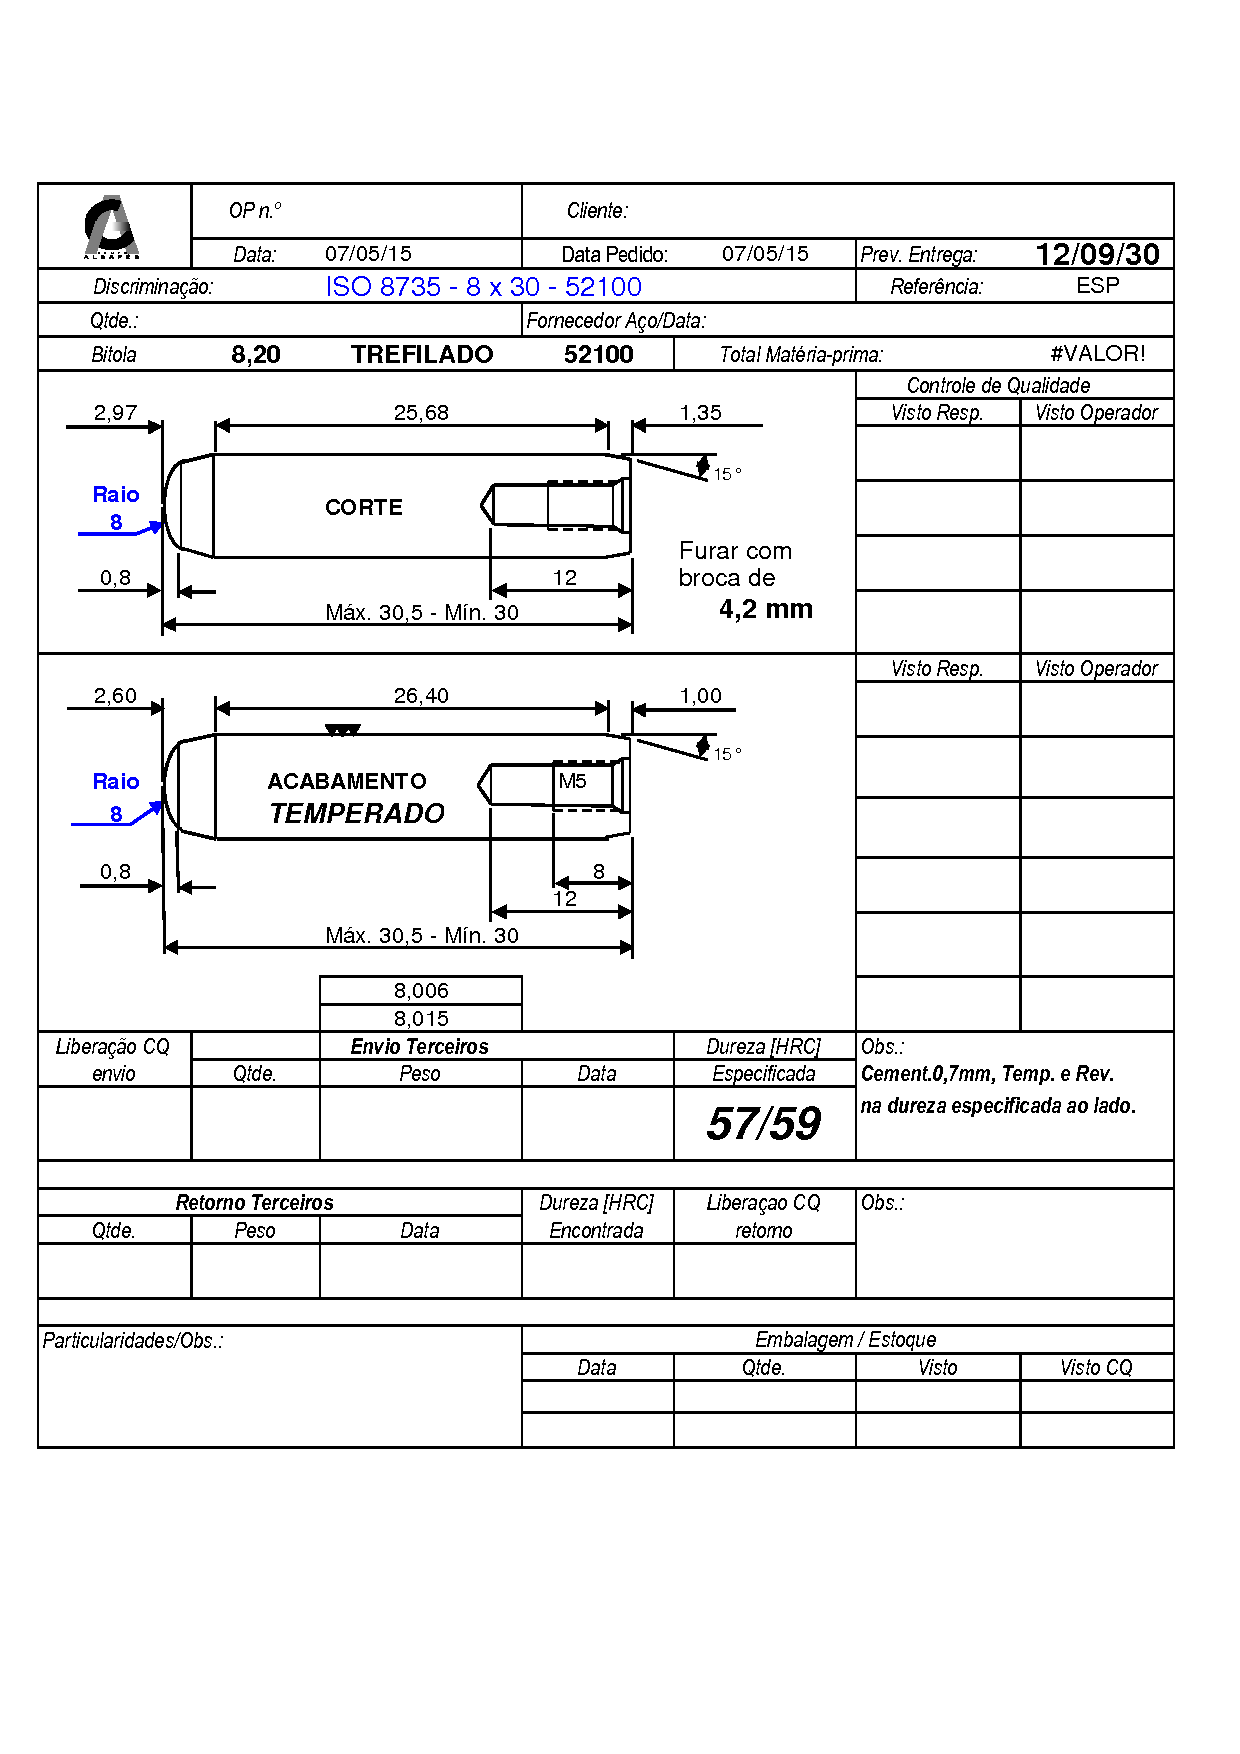 ALBAPEB
OP n.º Cliente:
Data: 07/05/15 Data Pedido: 07/05/15 Prev. Entrega: 12/09/30
Discriminação: ISO 8735 - 8 x 30 - 52100 Referência: ESP
Qtde.: Fornecedor Aço/Data:
Bitola 8,20 TREFILADO 52100 Total Matéria-prima: #VALOR!
Controle de Qualidade
2,97 25,68 1,35 Visto Resp. Visto Operador
15°
Raio
8
CORTE
Furar com
0,8 12 broca de
Máx. 30,5 - Mín. 30 4,2 mm
Visto Resp. Visto Operador
2,60 26,40 1,00
15°
Raio ACABAMENTO M5
8 TEMPERADO
0,8 8
12
Máx. 30,5 - Mín. 30
8,006
8,015
Liberação CQ Envio Terceiros Dureza [HRC] Obs.:
envio Qtde. Peso Data Especificada Cement.0,7mm, Temp. e Rev.
57/59 na dureza especificada ao lado.
Retorno Terceiros Dureza [HRC] Liberaçao CQ Obs.:
Qtde. Peso Data Encontrada retorno
Particularidades/Obs.: Embalagem / Estoque
Data Qtde. Visto Visto CQ